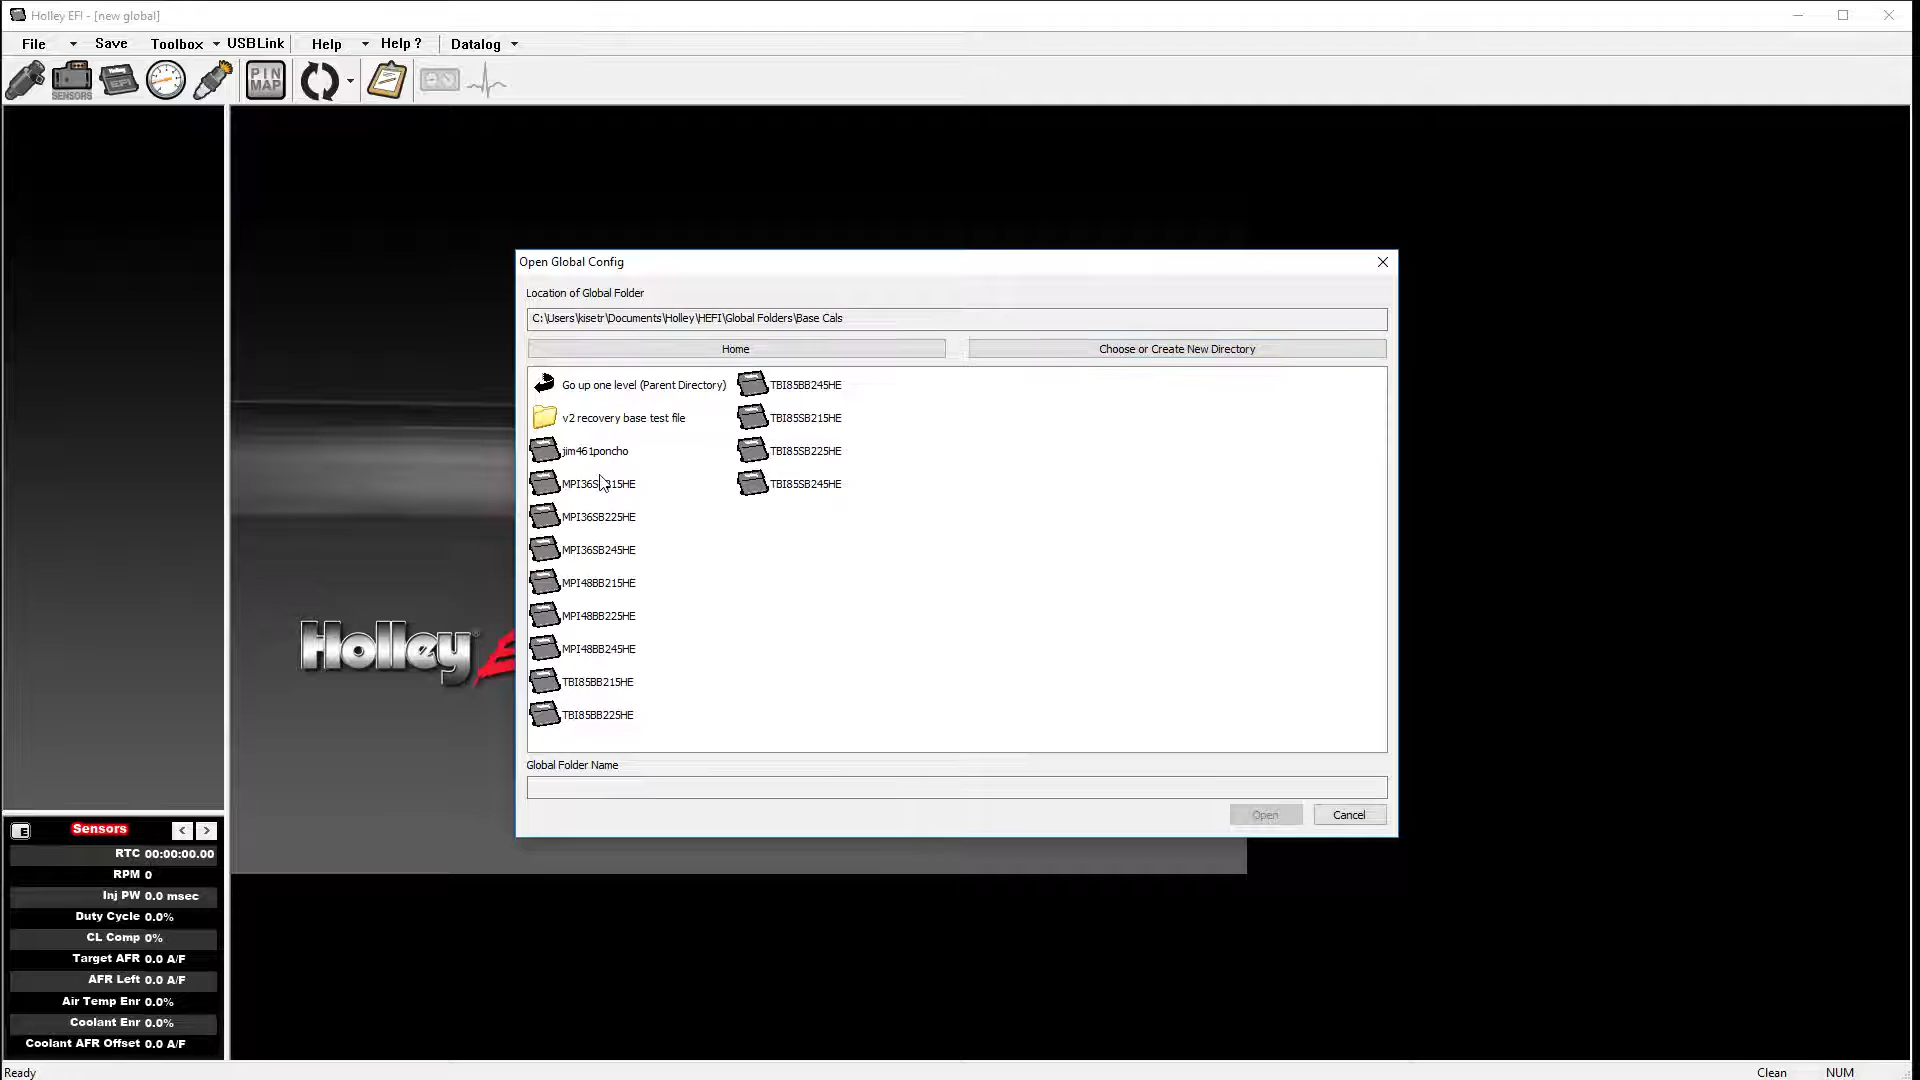 Holley EFI - [new global]
File Save Toolbox USBLink Help Help ? Datalog
SENSORS
EFI
PIN MAP
Open Global Config
Location of Global Folder
C:\Users\kisetr\Documents\Holley\HEFI\Global Folders\Base Cals
Home Choose or Create New Directory
Go up one level (Parent Directory)
v2 recovery base test file
jim461poncho
MPI36SB215HE
MPI36SB225HE
MPI36SB245HE
MPI48BB215HE
MPI48BB225HE
MPI48BB245HE
TBI85BB215HE
TBI85BB225HE
TBI85BB245HE
TBI85SB215HE
TBI85SB225HE
TBI85SB245HE
Global Folder Name
Open Cancel
Holley
E Sensors < >
RTC 00:00:00.00
RPM 0
Inj PW 0.0 msec
Duty Cycle 0.0%
CL Comp 0%
Target AFR 0.0 A/F
AFR Left 0.0 A/F
Air Temp Enr 0.0%
Coolant Enr 0.0%
Coolant AFR Offset 0.0 A/F
Ready Clean NUM